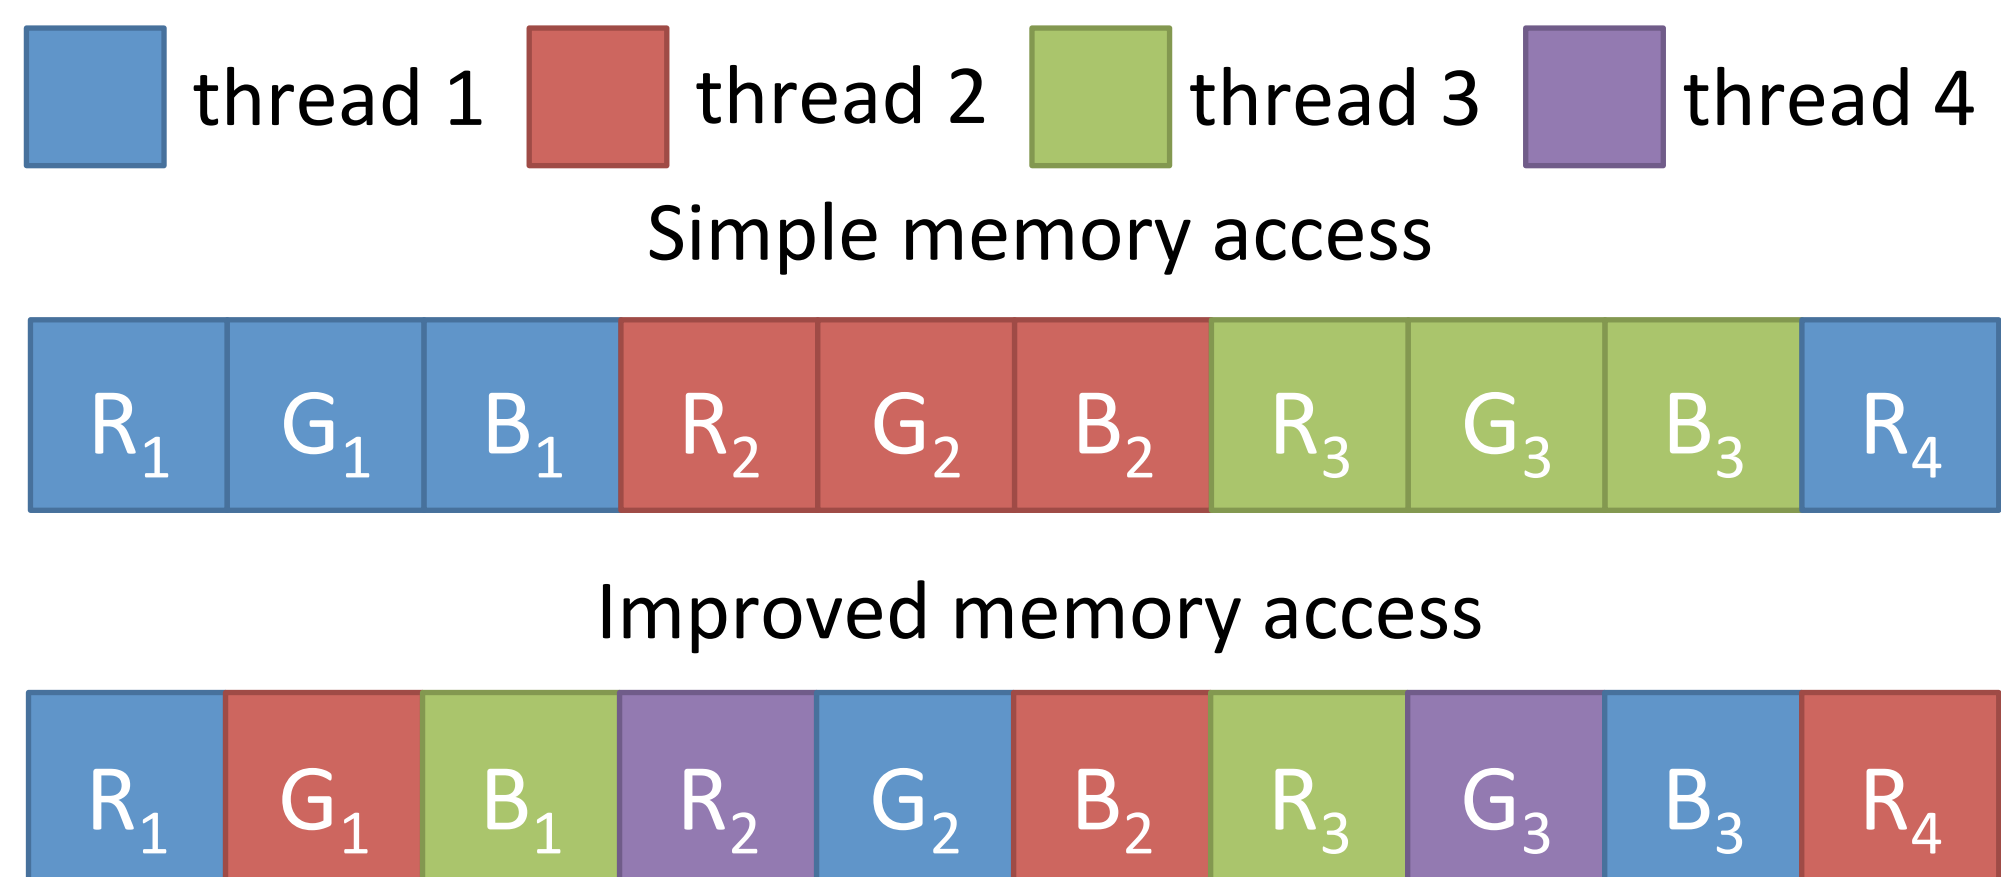 thread 1 thread 2 thread 3 thread 4
Simple memory access
R₁ G₁ B₁ R₂ G₂ B₂ R₃ G₃ B₃ R₄
Improved memory access
R₁ G₁ B₁ R₂ G₂ B₂ R₃ G₃ B₃ R₄